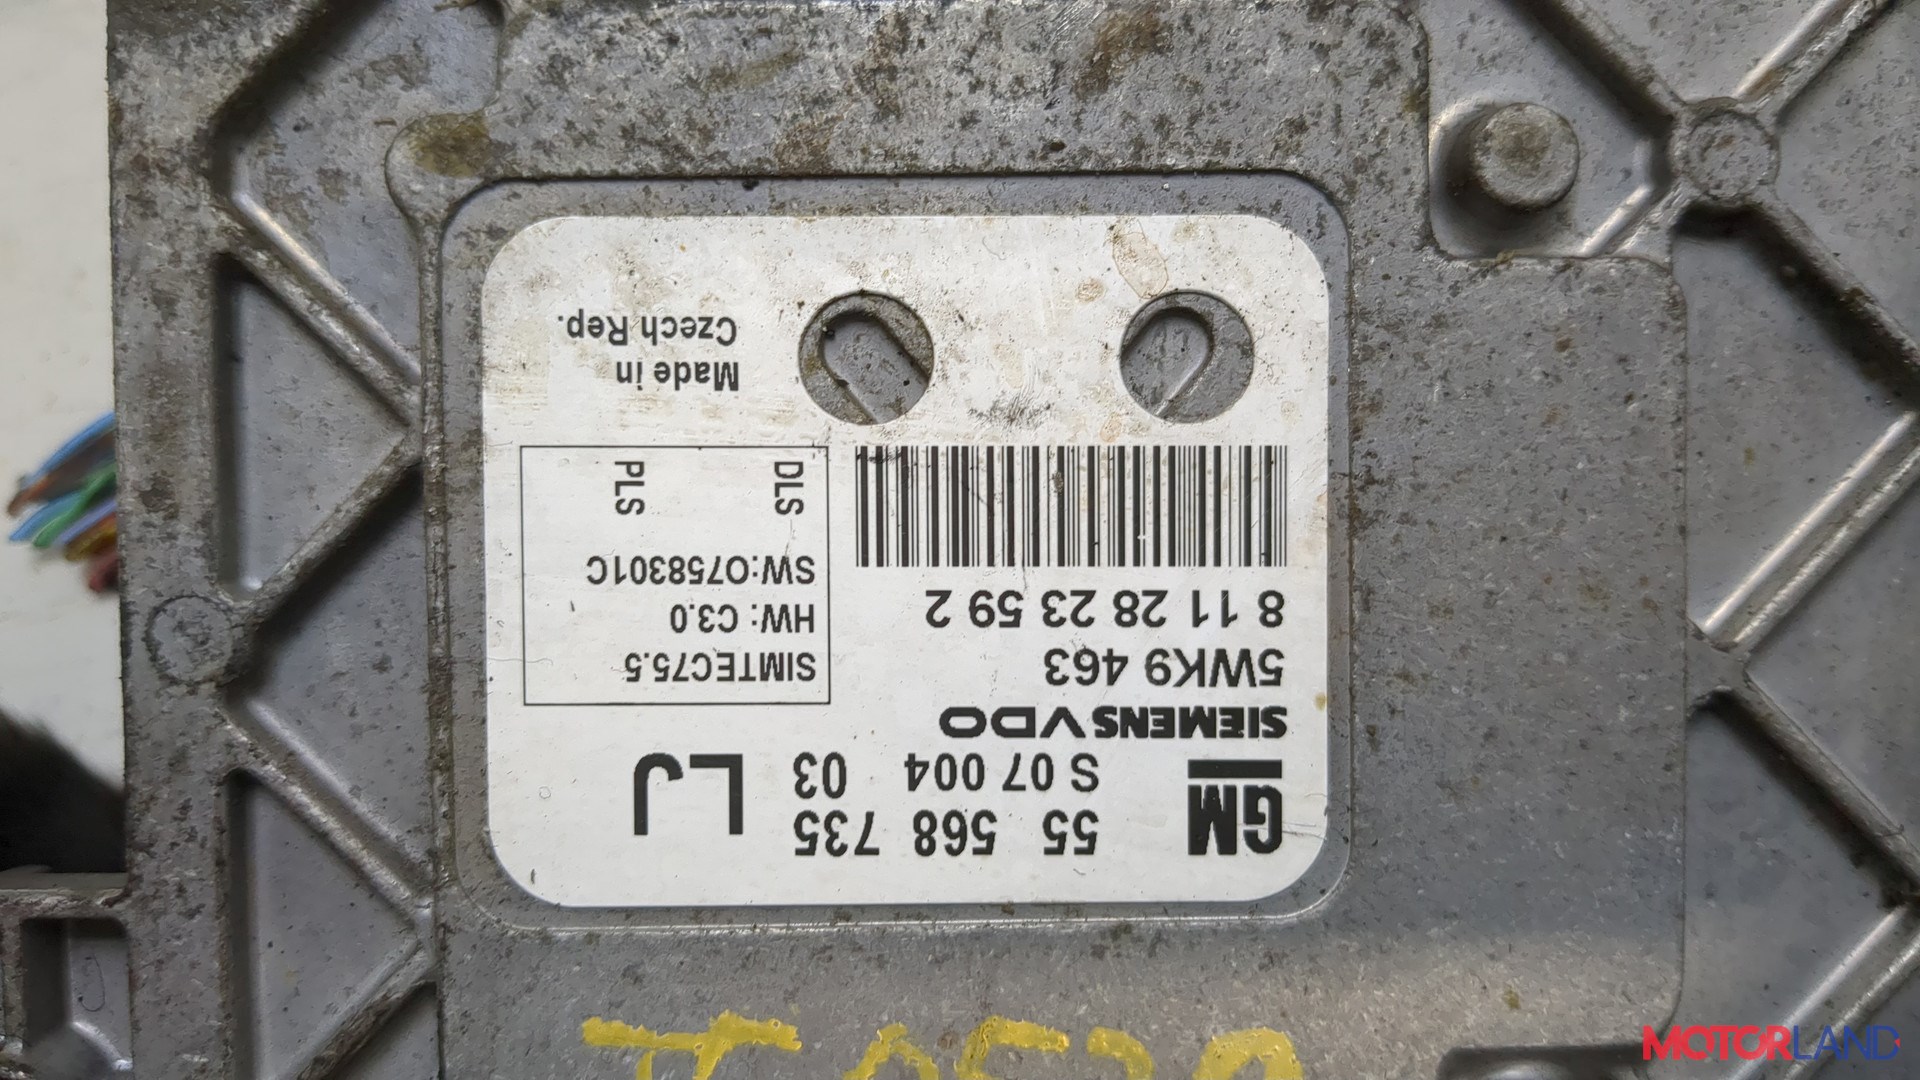 GM 55 568 735 LJ
S 07 004 03
SIEMENS VDO
5WK9 463
8 11 28 23 59 2
SIMTEC75.5
HW: C3.0
SW:O758301C
DLS PLS
Made in
Czech Rep.
MOTORLAND